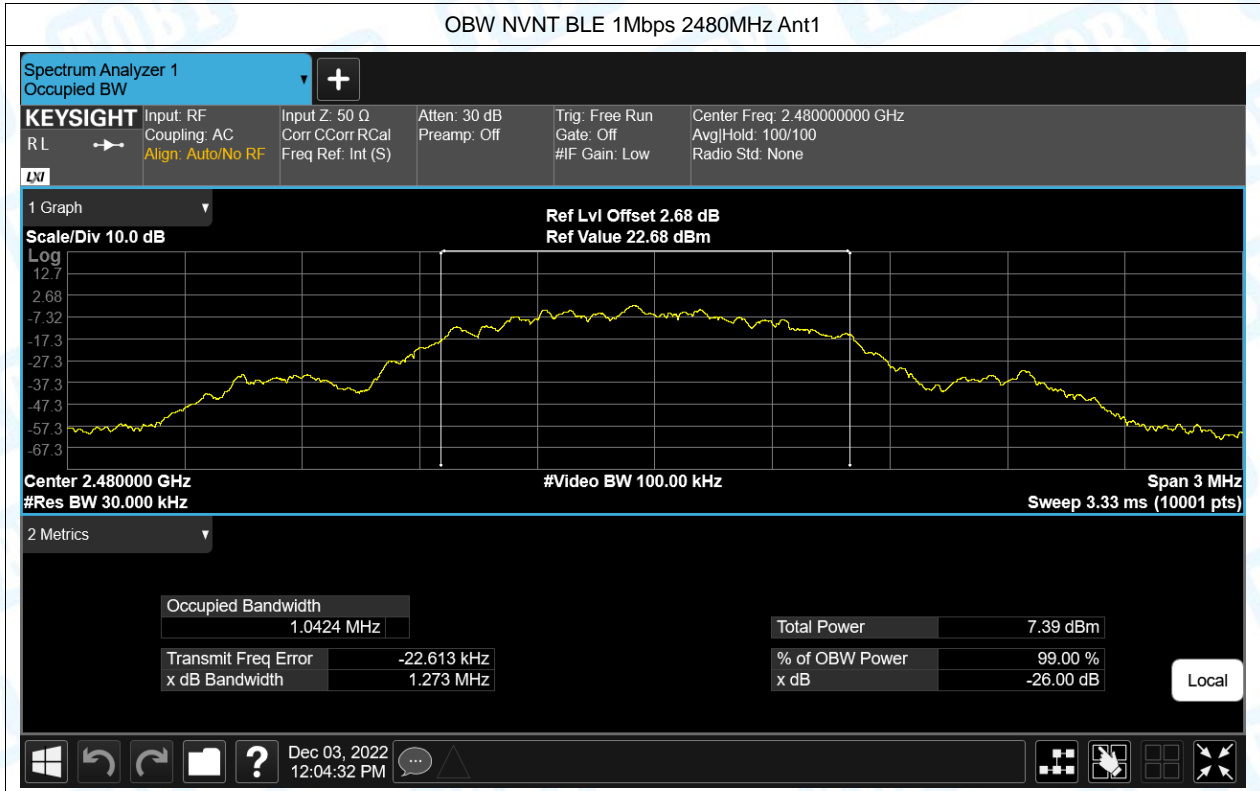 OBW NVNT BLE 1Mbps 2480MHz Ant1
Spectrum Analyzer 1
Occupied BW
KEYSIGHT
R L
LXI
Input: RF
Coupling: AC
Align: Auto/No RF
Input Z: 50 Ω
Corr CCorr RCal
Freq Ref: Int (S)
Atten: 30 dB
Preamp: Off
Trig: Free Run
Gate: Off
#IF Gain: Low
Center Freq: 2.480000000 GHz
Avg|Hold: 100/100
Radio Std: None
1 Graph
Scale/Div 10.0 dB
Ref Lvl Offset 2.68 dB
Ref Value 22.68 dBm
Log
12.7
2.68
-7.32
-17.3
-27.3
-37.3
-47.3
-57.3
-67.3
Center 2.480000 GHz
#Video BW 100.00 kHz
Span 3 MHz
#Res BW 30.000 kHz
Sweep 3.33 ms (10001 pts)
2 Metrics
Occupied Bandwidth
1.0424 MHz
Total Power 7.39 dBm
Transmit Freq Error -22.613 kHz
% of OBW Power 99.00 %
x dB Bandwidth 1.273 MHz
x dB -26.00 dB
Local
?
Dec 03, 2022
12:04:32 PM